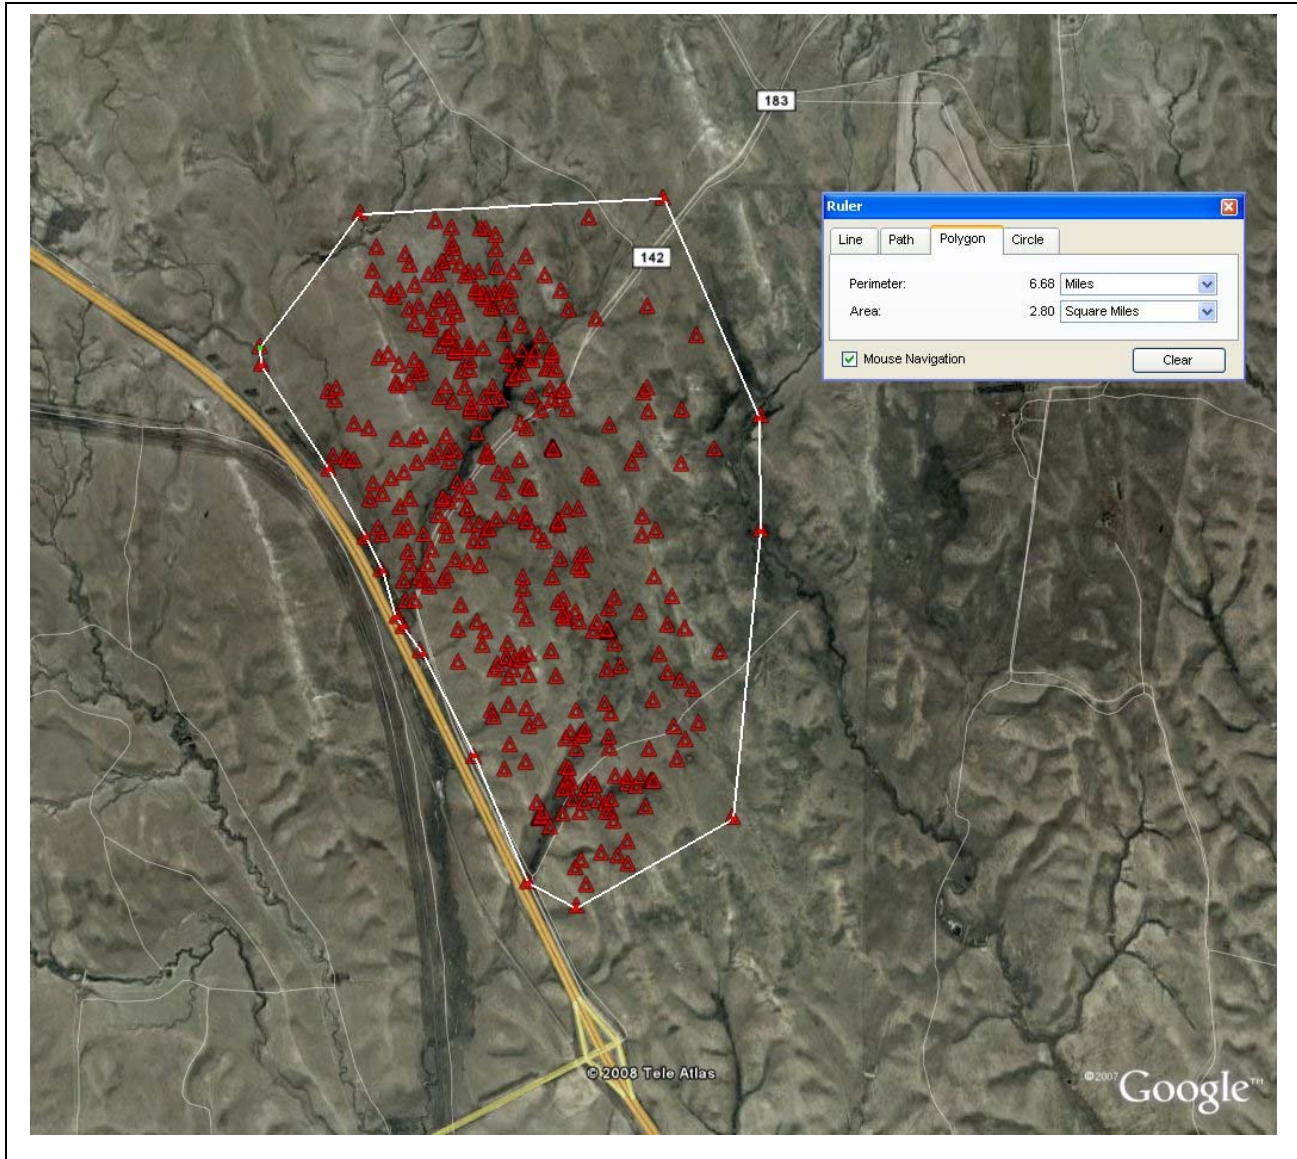 183
142
Ruler
Line Path Polygon Circle
Perimeter: 6.68 Miles
Area: 2.80 Square Miles
Mouse Navigation Clear
© 2008 Tele Atlas
©2007 Google™